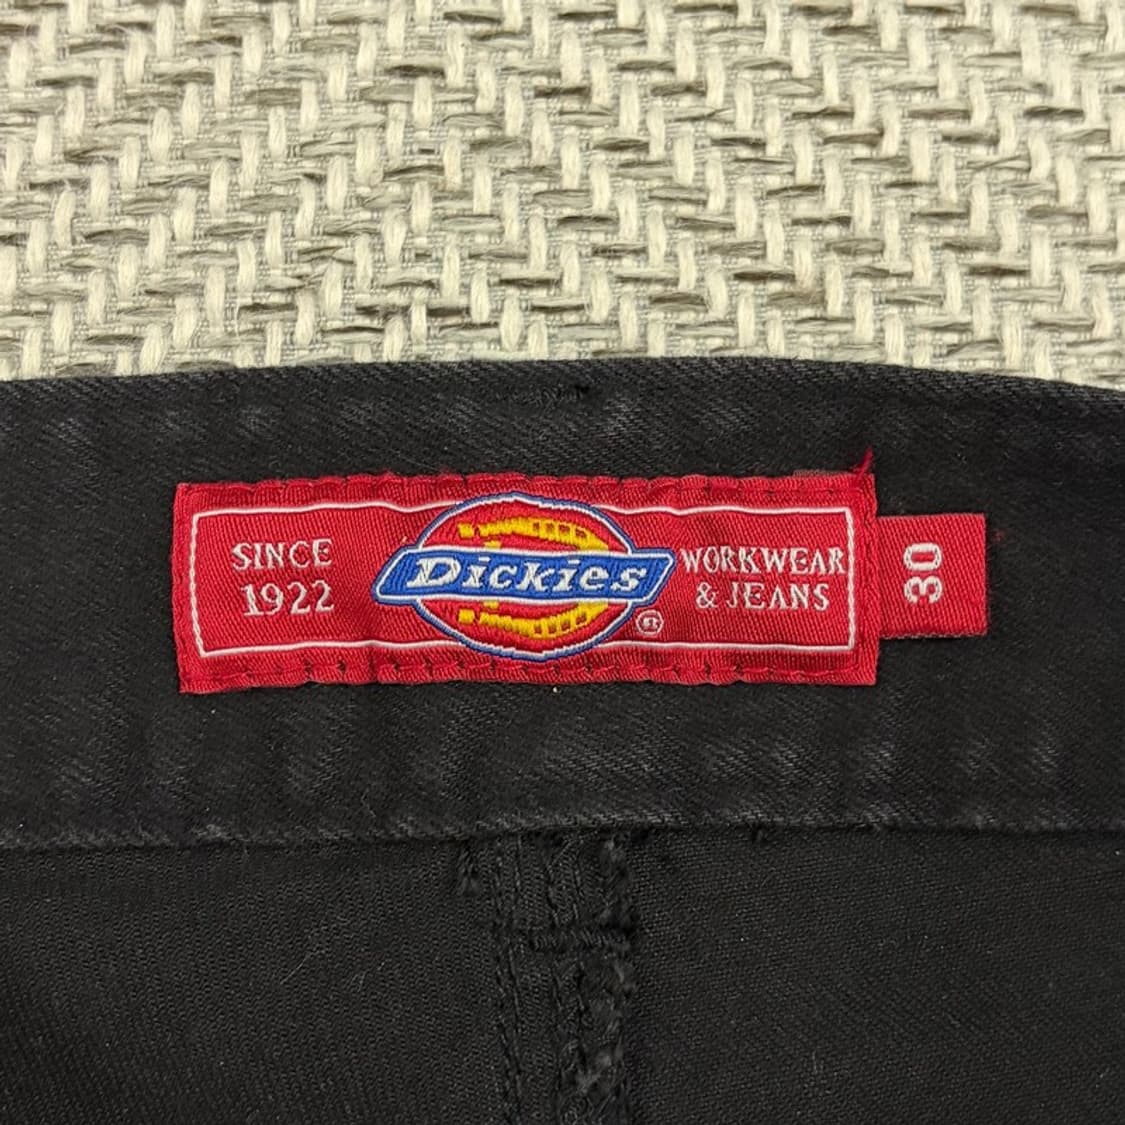 SINCE
1922
Dickies
®
WORKWEAR
& JEANS
30